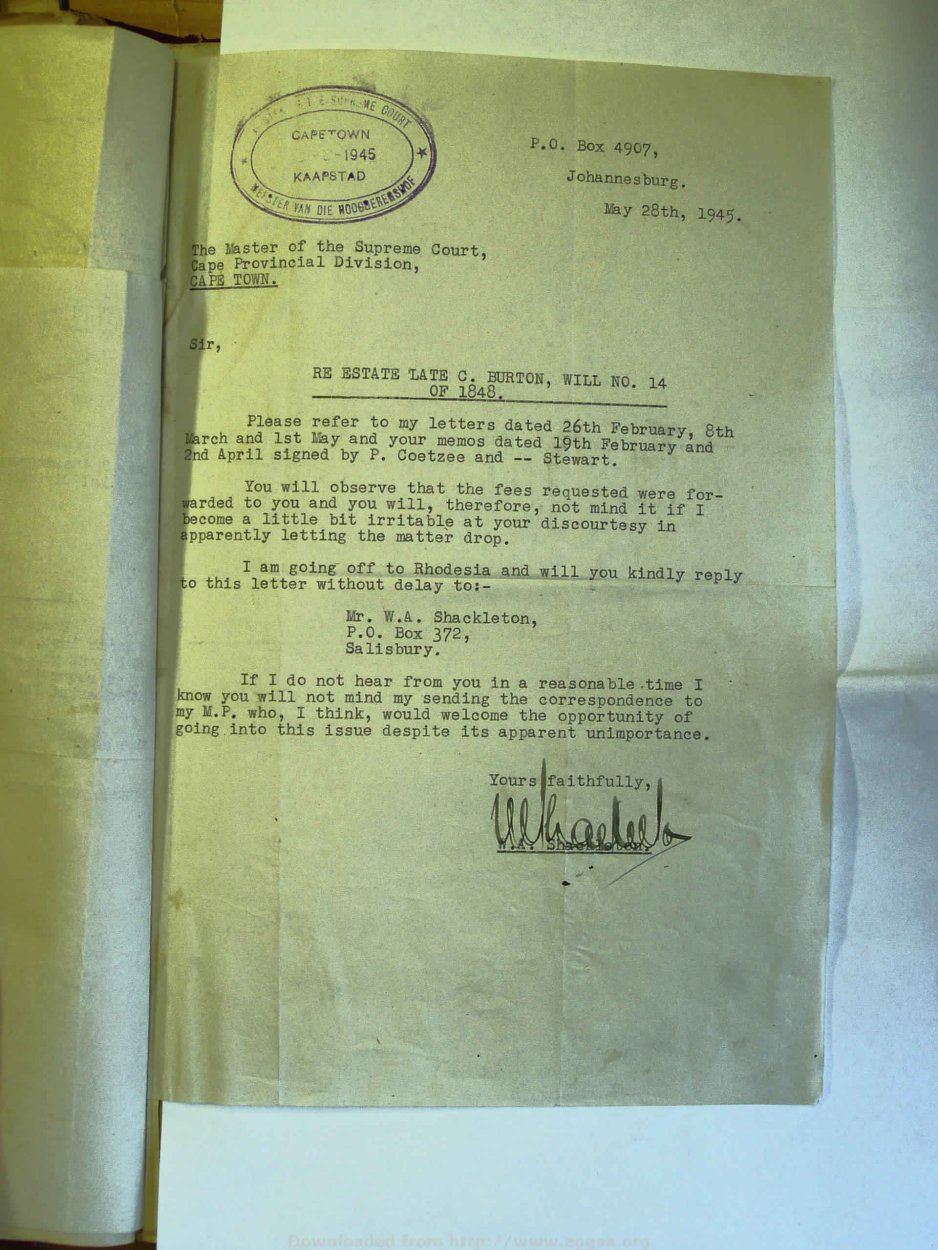 SUPREME COURT
CAPETOWN
-1945
KAAPSTAD
MEESTER VAN DIE HOOGGEREGSHOF
P.O. Box 4907,
Johannesburg.
May 28th, 1945.
The Master of the Supreme Court,
Cape Provincial Division,
CAPE TOWN.
Sir,
RE ESTATE LATE C. BURTON, WILL NO. 14
OF 1848.
Please refer to my letters dated 26th February, 8th
March and 1st May and your memos dated 19th February and
2nd April signed by P. Coetzee and -- Stewart.
You will observe that the fees requested were for-
warded to you and you will, therefore, not mind it if I
become a little bit irritable at your discourtesy in
apparently letting the matter drop.
I am going off to Rhodesia and will you kindly reply
to this letter without delay to:-
Mr. W.A. Shackleton,
P.O. Box 372,
Salisbury.
If I do not hear from you in a reasonable time I
know you will not mind my sending the correspondence to
my M.P. who, I think, would welcome the opportunity of
going into this issue despite its apparent unimportance.
Yours faithfully,
W.A. Shackleton.
Downloaded from http://www.eggsa.org